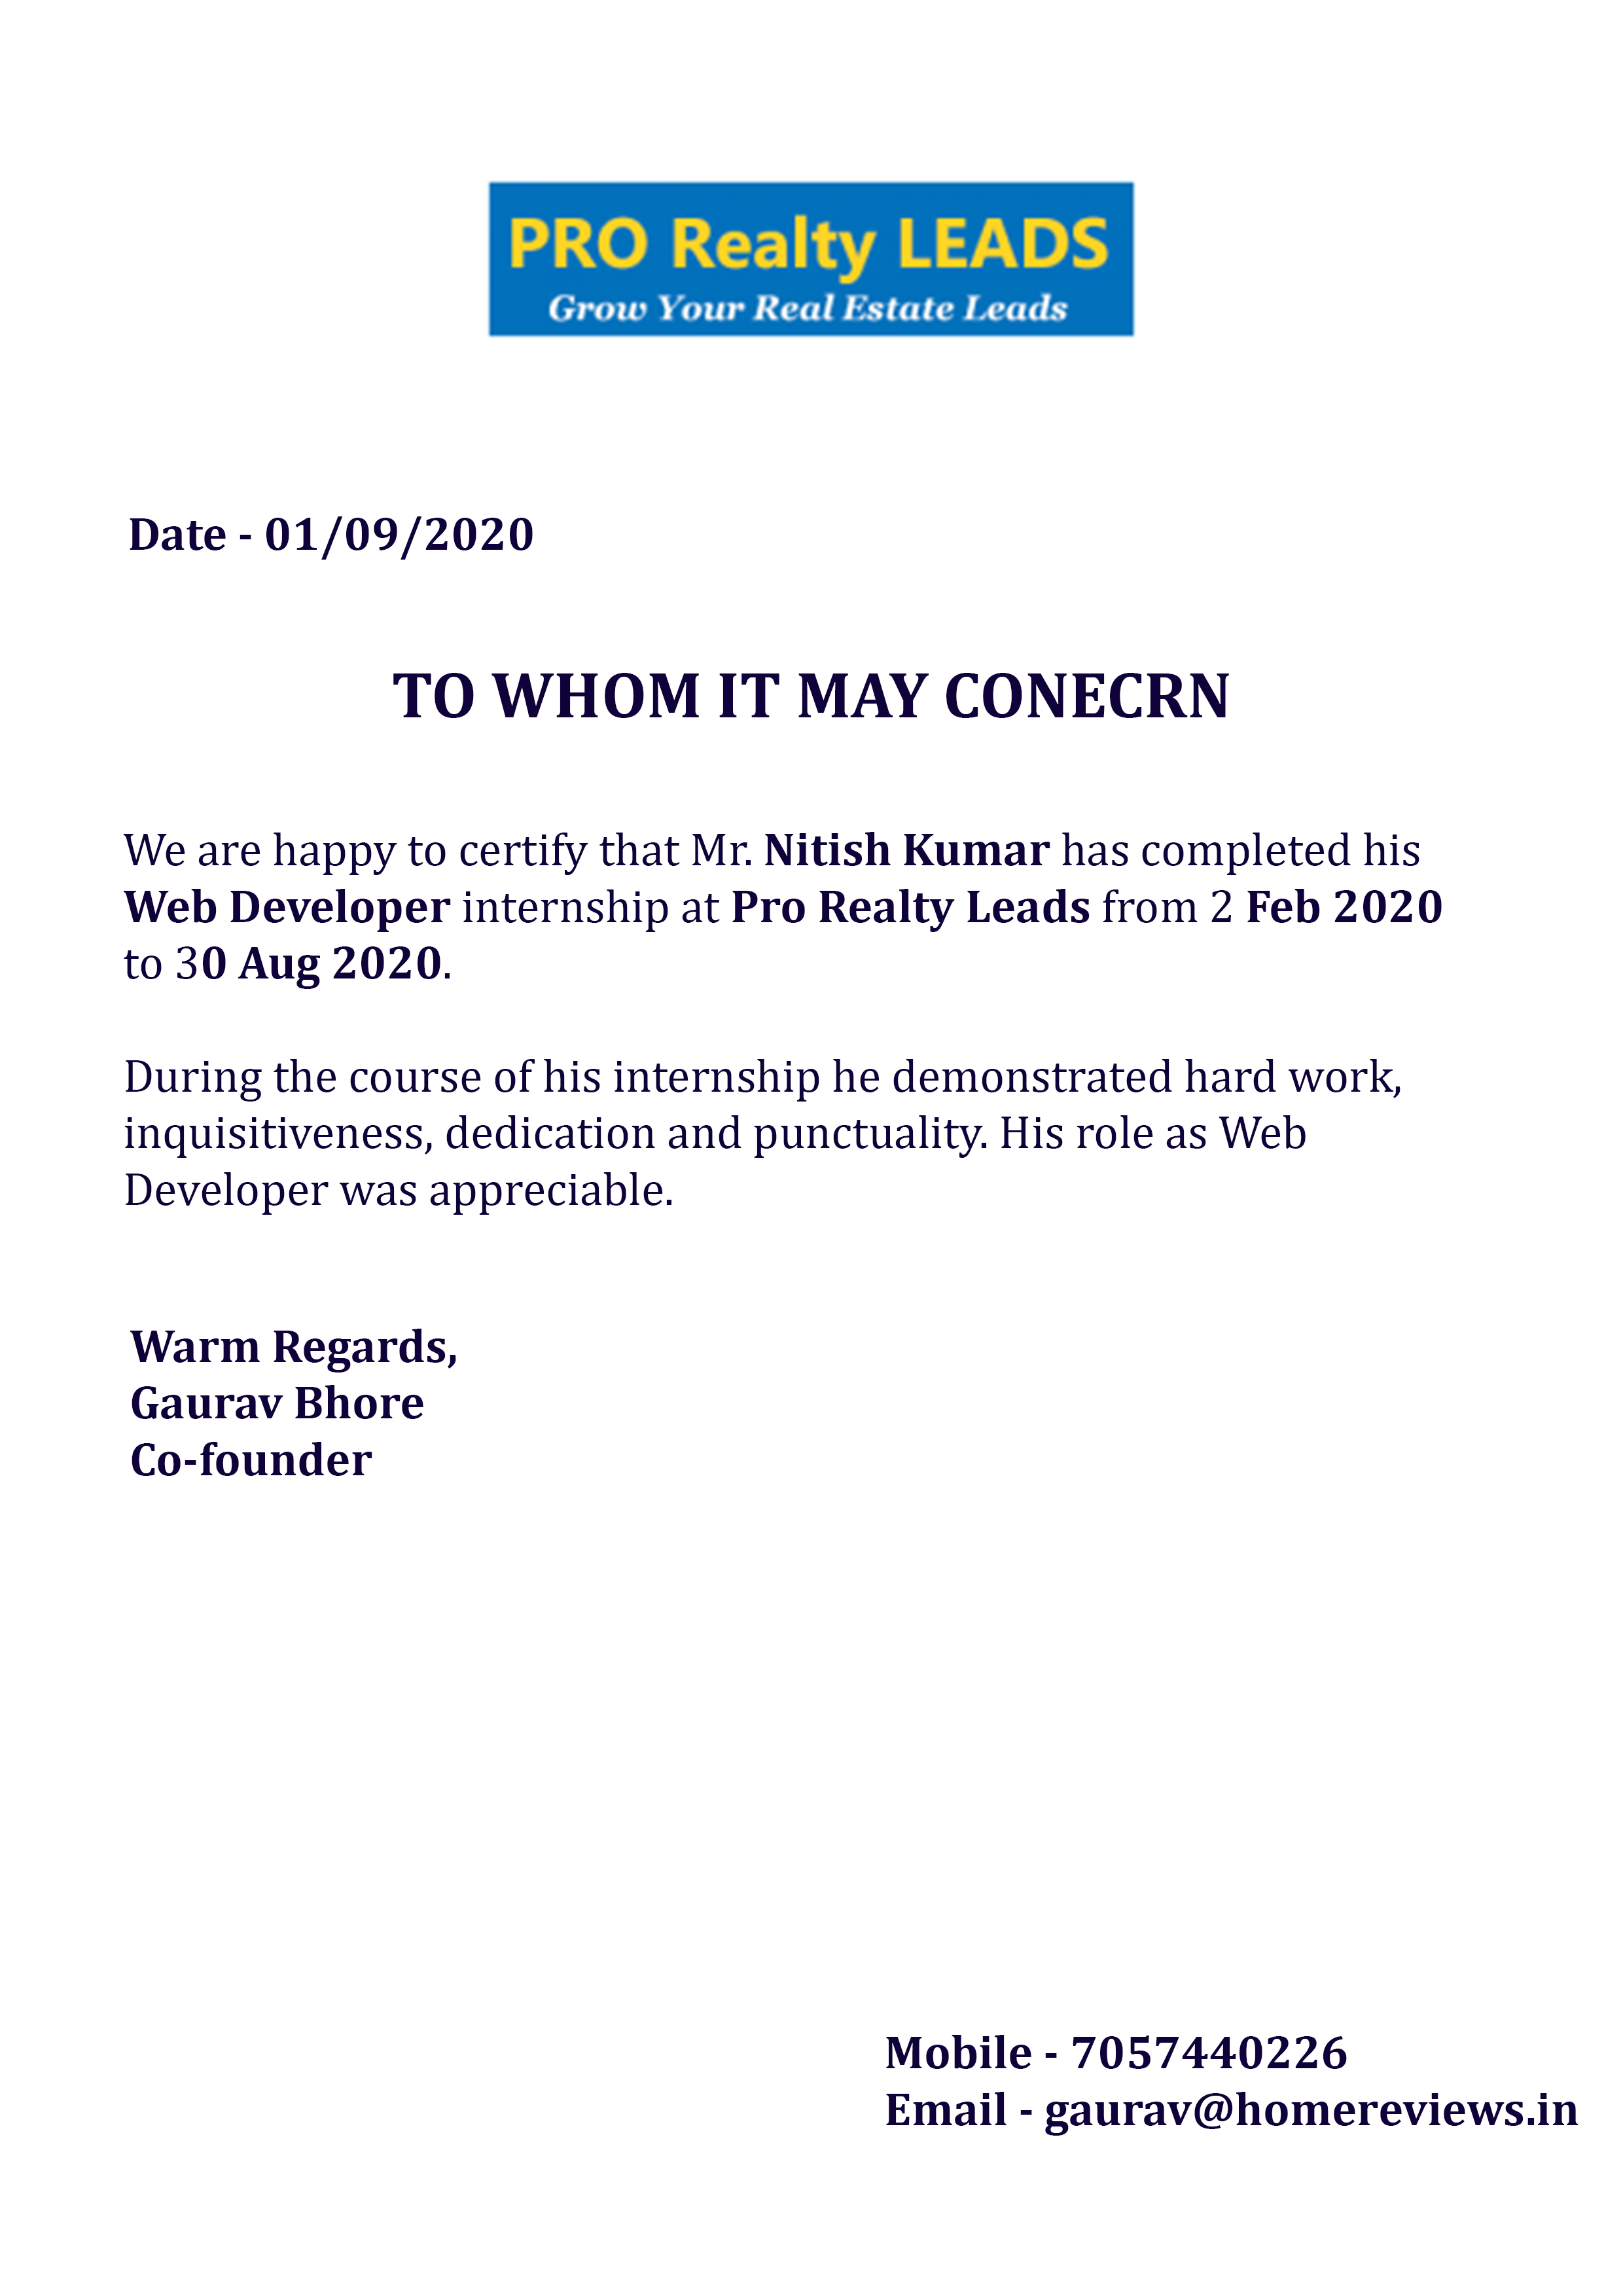 PRO Realty LEADS
Grow Your Real Estate Leads
Date - 01/09/2020
TO WHOM IT MAY CONECRN
We are happy to certify that Mr. Nitish Kumar has completed his
Web Developer internship at Pro Realty Leads from 2 Feb 2020
to 30 Aug 2020.
During the course of his internship he demonstrated hard work,
inquisitiveness, dedication and punctuality. His role as Web
Developer was appreciable.
Warm Regards,
Gaurav Bhore
Co-founder
Mobile - 7057440226
Email - gaurav@homereviews.in